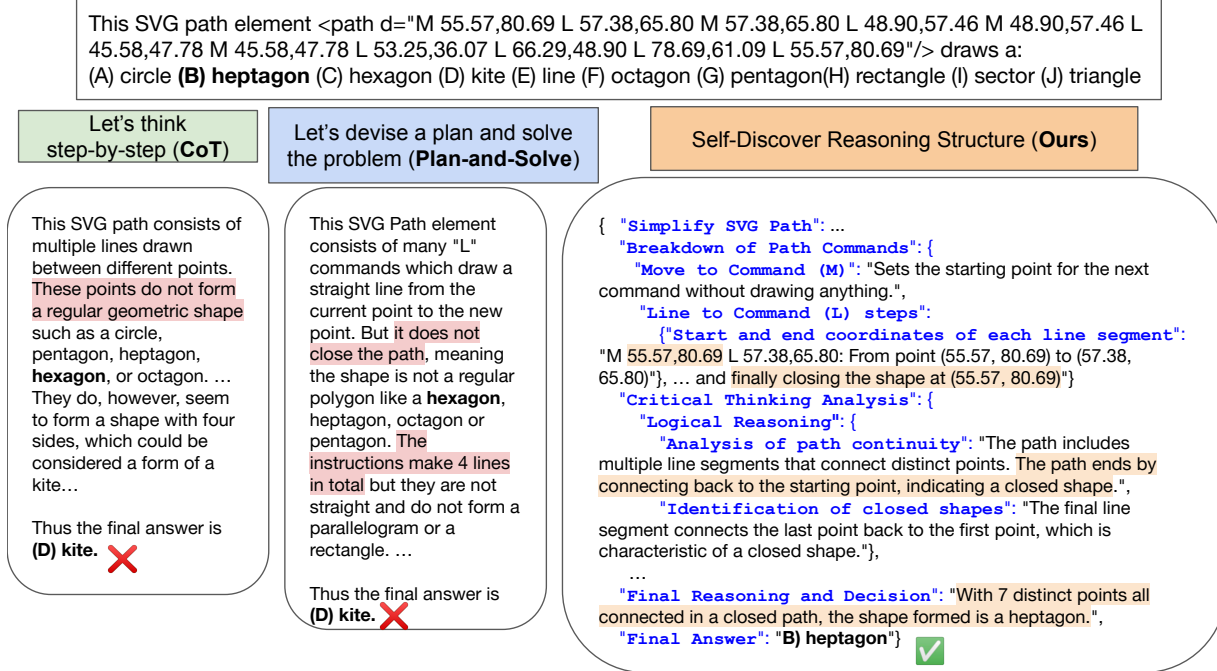 This SVG path element <path d="M 55.57,80.69 L 57.38,65.80 M 57.38,65.80 L 48.90,57.46 M 48.90,57.46 L
45.58,47.78 M 45.58,47.78 L 53.25,36.07 L 66.29,48.90 L 78.69,61.09 L 55.57,80.69"/> draws a:
(A) circle (B) heptagon (C) hexagon (D) kite (E) line (F) octagon (G) pentagon(H) rectangle (I) sector (J) triangle
Let's think
step-by-step (CoT)
This SVG path consists of
multiple lines drawn
between different points.
These points do not form
a regular geometric shape
such as a circle,
pentagon, heptagon,
hexagon, or octagon. ...
They do, however, seem
to form a shape with four
sides, which could be
considered a form of a
kite...
Thus the final answer is
(D) kite.
Let's devise a plan and solve
the problem (Plan-and-Solve)
This SVG Path element
consists of many "L"
commands which draw a
straight line from the
current point to the new
point. But it does not
close the path, meaning
the shape is not a regular
polygon like a hexagon,
heptagon, octagon or
pentagon. The
instructions make 4 lines
in total but they are not
straight and do not form a
parallelogram or a
rectangle. ...
Thus the final answer is
(D) kite.
Self-Discover Reasoning Structure (Ours)
{ "Simplify SVG Path": ...
"Breakdown of Path Commands": {
"Move to Command (M)": "Sets the starting point for the next
command without drawing anything.",
"Line to Command (L) steps":
{"Start and end coordinates of each line segment":
"M 55.57,80.69 L 57.38,65.80: From point (55.57, 80.69) to (57.38,
65.80)"}, ... and finally closing the shape at (55.57, 80.69)"}
"Critical Thinking Analysis": {
"Logical Reasoning": {
"Analysis of path continuity": "The path includes
multiple line segments that connect distinct points. The path ends by
connecting back to the starting point, indicating a closed shape.",
"Identification of closed shapes": "The final line
segment connects the last point back to the first point, which is
characteristic of a closed shape."},
...
"Final Reasoning and Decision": "With 7 distinct points all
connected in a closed path, the shape formed is a heptagon.",
"Final Answer": "B) heptagon"}